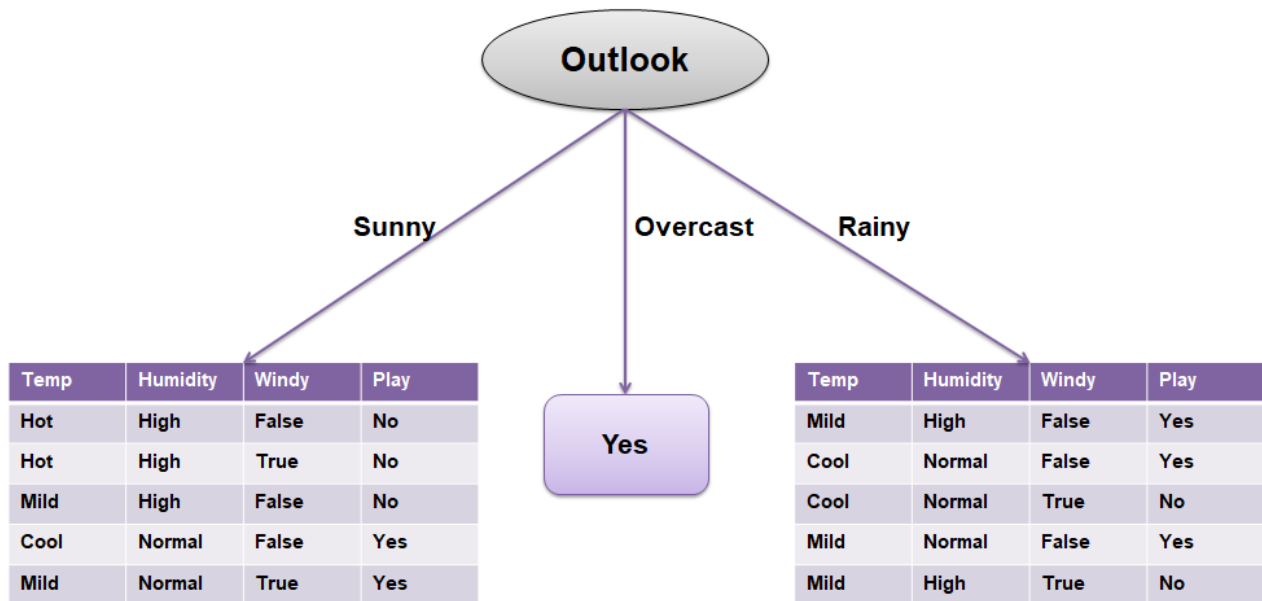 Outlook
Sunny Overcast Rainy
Temp Humidity Windy Play
Hot High False No
Hot High True No
Mild High False No
Cool Normal False Yes
Mild Normal True Yes
Yes
Temp Humidity Windy Play
Mild High False Yes
Cool Normal False Yes
Cool Normal True No
Mild Normal False Yes
Mild High True No